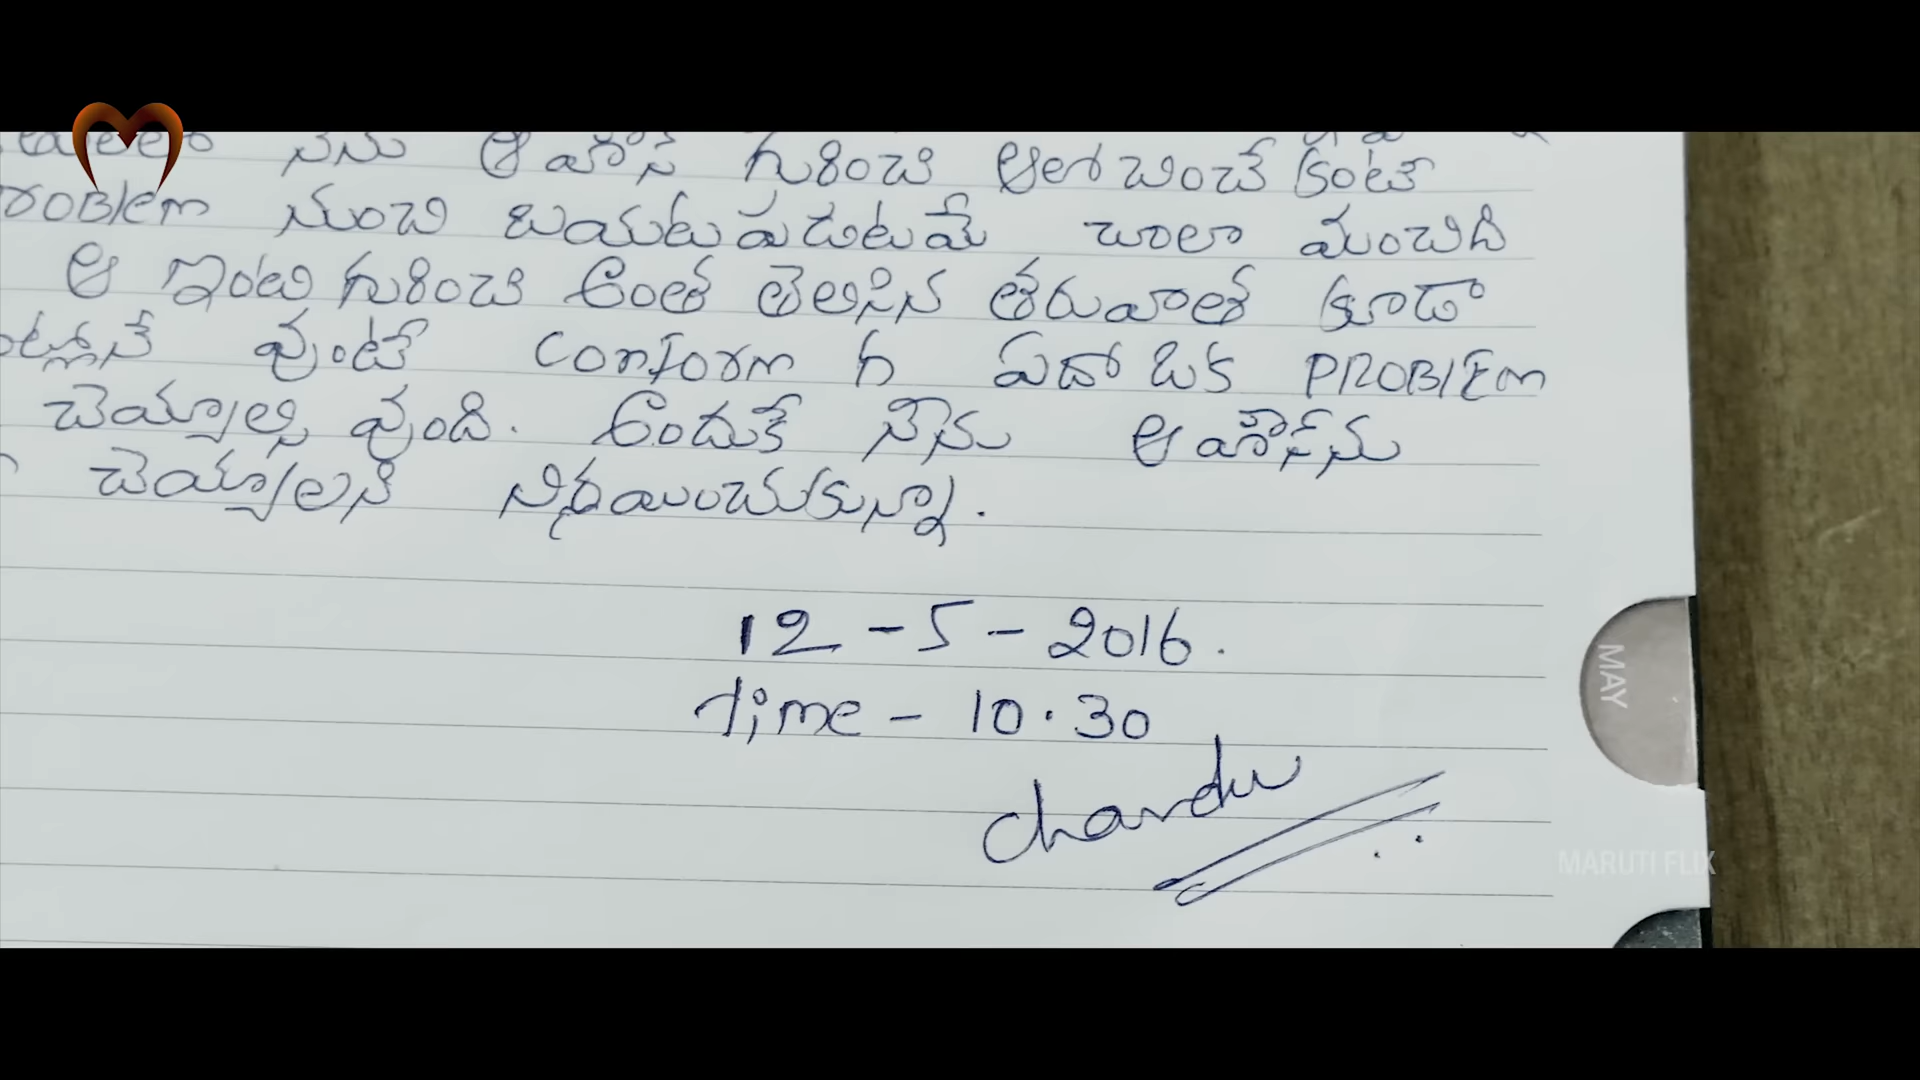 నేను ఆ హౌస్ గురించి ఆలోచించే కంటే
PROBlEm నుంచి బయటపడటమే చాలా మంచిది
ఆ ఇంటి గురించి అంత తెలిసిన తరువాత కూడా
వుంటే conform గ ఏదో ఒక PROBlEm
చెయ్యాల్సి వుంది. అందుకే నేను ఆ హౌస్‌ను
చెయ్యాలని నిర్ణయించుకున్నా.
12-5-2016.
Time - 10.30
chandu
MAY
MARUTI FLIX